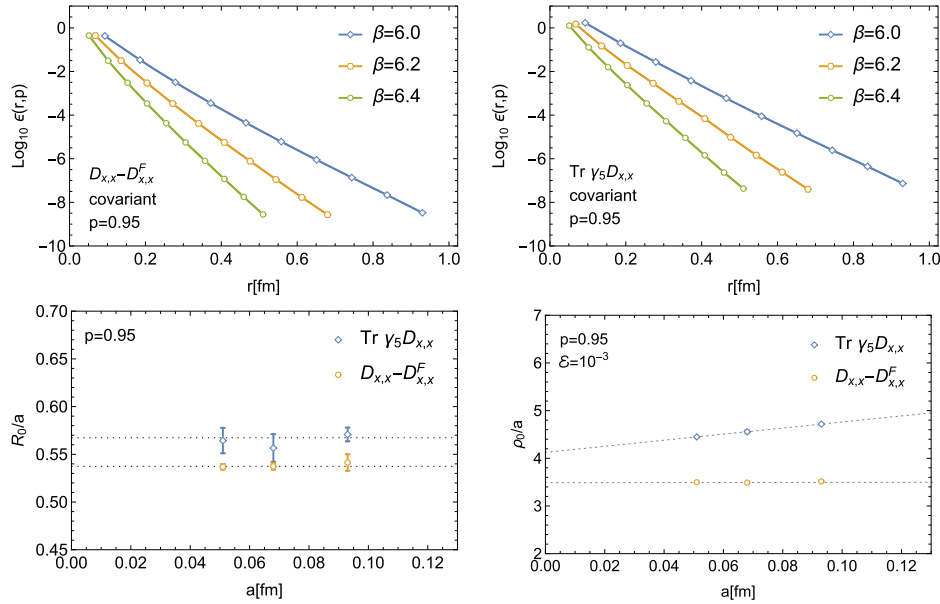 Log₁₀ ϵ(r,p)
0
−2
−4
−6
−8
−10
β=6.0
β=6.2
β=6.4
Dx,x−D^F x,x
covariant
p=0.95
0.0 0.2 0.4 0.6 0.8 1.0
r[fm]
Log₁₀ ϵ(r,p)
0
−2
−4
−6
−8
−10
β=6.0
β=6.2
β=6.4
Tr γ₅Dx,x
covariant
p=0.95
0.0 0.2 0.4 0.6 0.8 1.0
r[fm]
R₀/a
0.70
0.65
0.60
0.55
0.50
0.45
p=0.95
Tr γ₅Dx,x
Dx,x−D^F x,x
0.00 0.02 0.04 0.06 0.08 0.10 0.12
a[fm]
ρ₀/a
7
6
5
4
3
2
p=0.95
ℰ=10⁻³
Tr γ₅Dx,x
Dx,x−D^F x,x
0.00 0.02 0.04 0.06 0.08 0.10 0.12
a[fm]